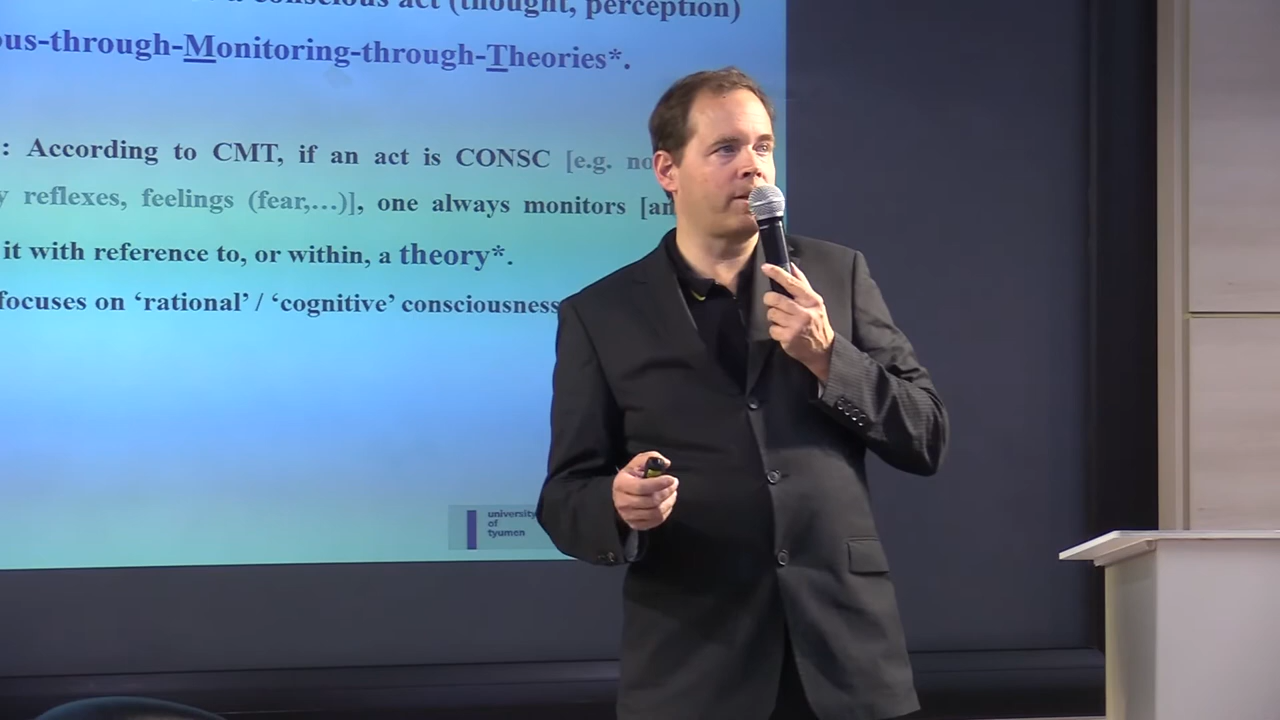 conscious act (thought, perception)
ous-through-Monitoring-through-Theories*.
: According to CMT, if an act is CONSC [e.g. no
y reflexes, feelings (fear,…)], one always monitors [an
it with reference to, or within, a theory*.
focuses on ‘rational’ / ‘cognitive’ consciousness
university
of
tyumen